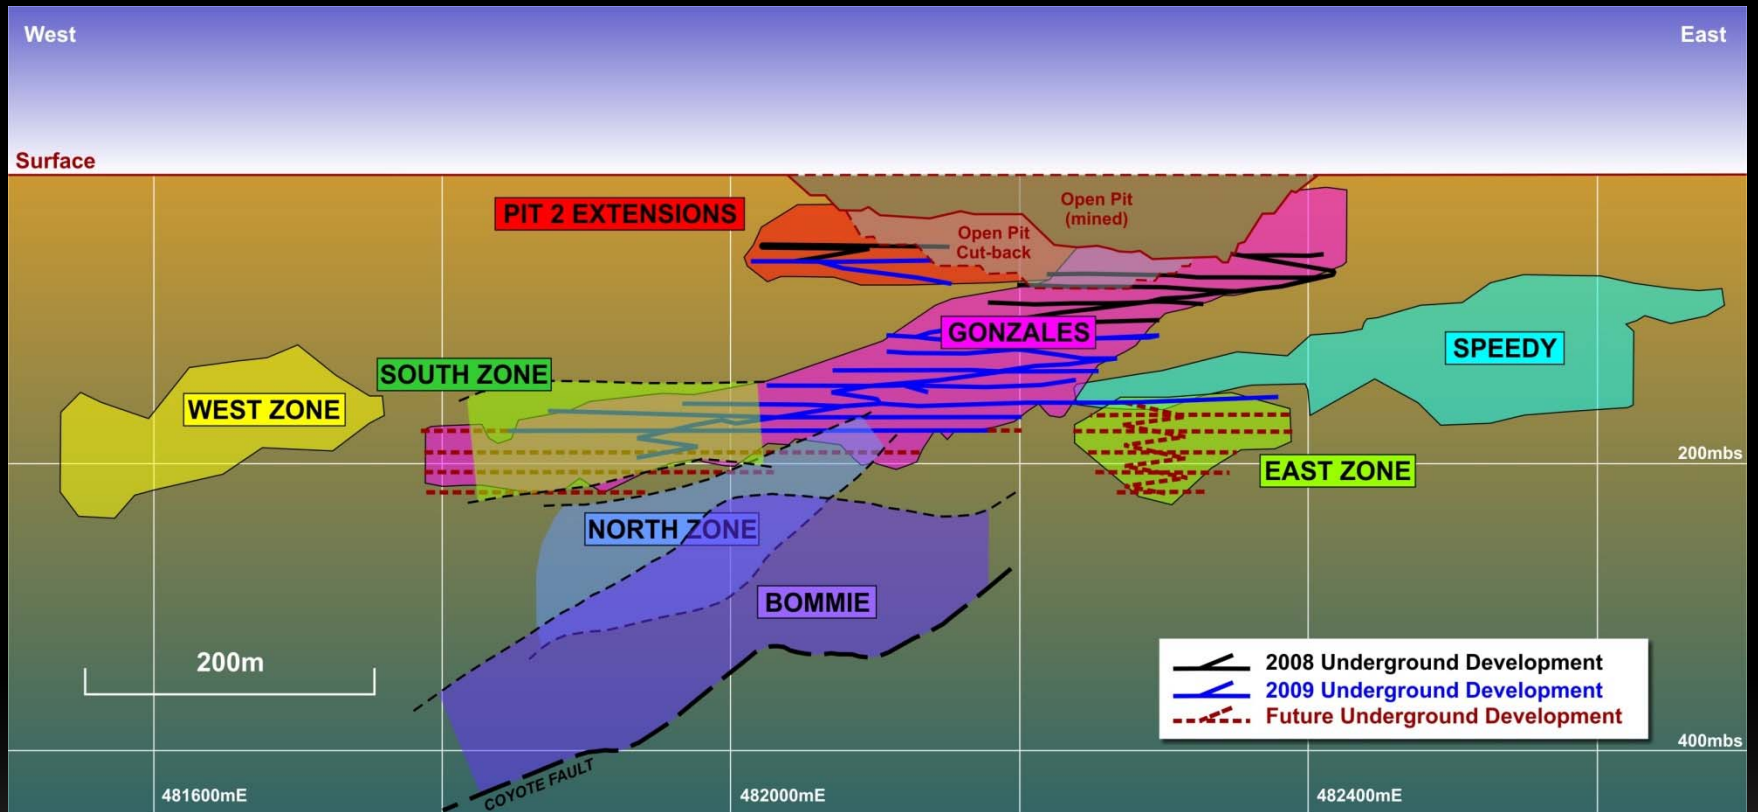 West
East
Surface
PIT 2 EXTENSIONS
Open Pit
(mined)
Open Pit
Cut-back
GONZALES
SPEEDY
SOUTH ZONE
WEST ZONE
200mbs
EAST ZONE
NORTH ZONE
BOMMIE
200m
2008 Underground Development
2009 Underground Development
Future Underground Development
400mbs
COYOTE FAULT
481600mE
482000mE
482400mE